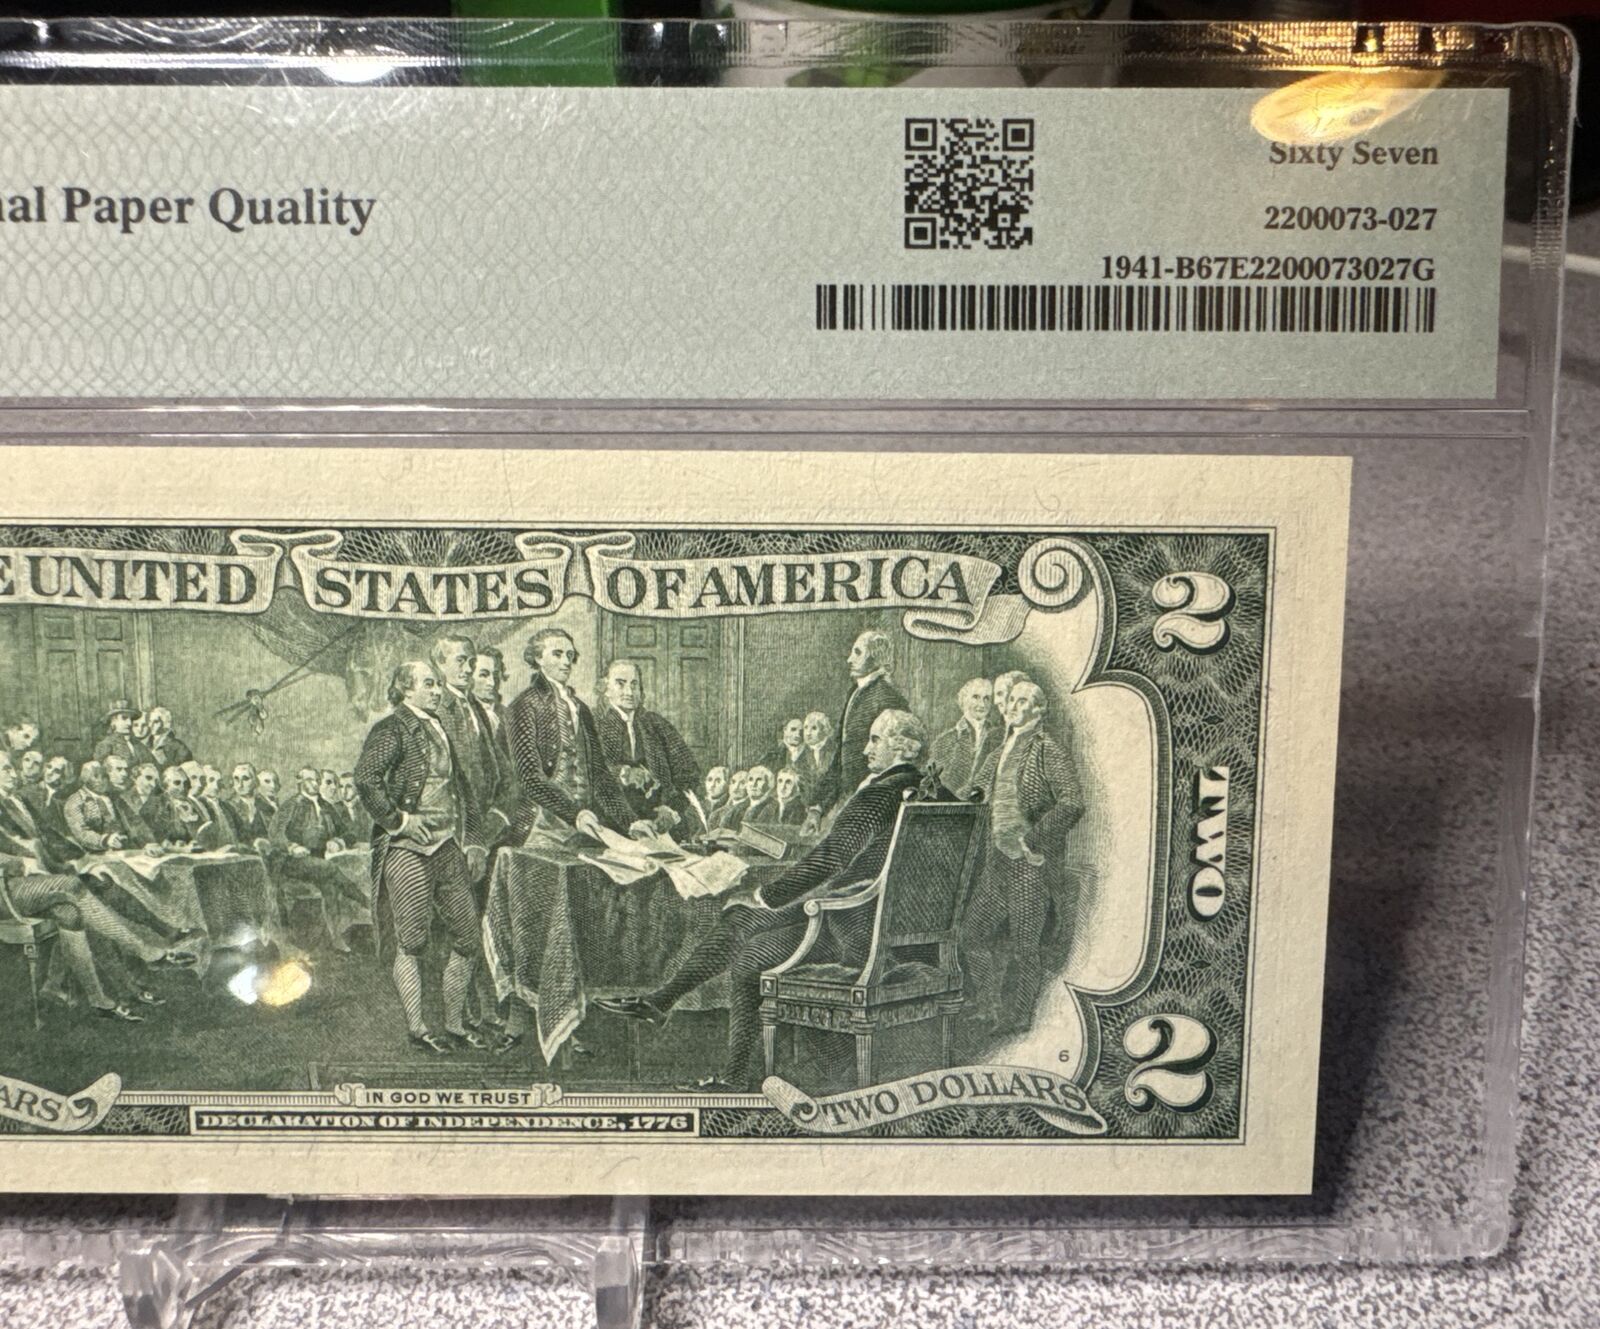 Sixty Seven
nal Paper Quality
2200073-027
1941-B67E2200073027G
E UNITED STATES OF AMERICA
2
TWO
6
2
ARS
IN GOD WE TRUST
TWO DOLLARS
DECLARATION OF INDEPENDENCE, 1776